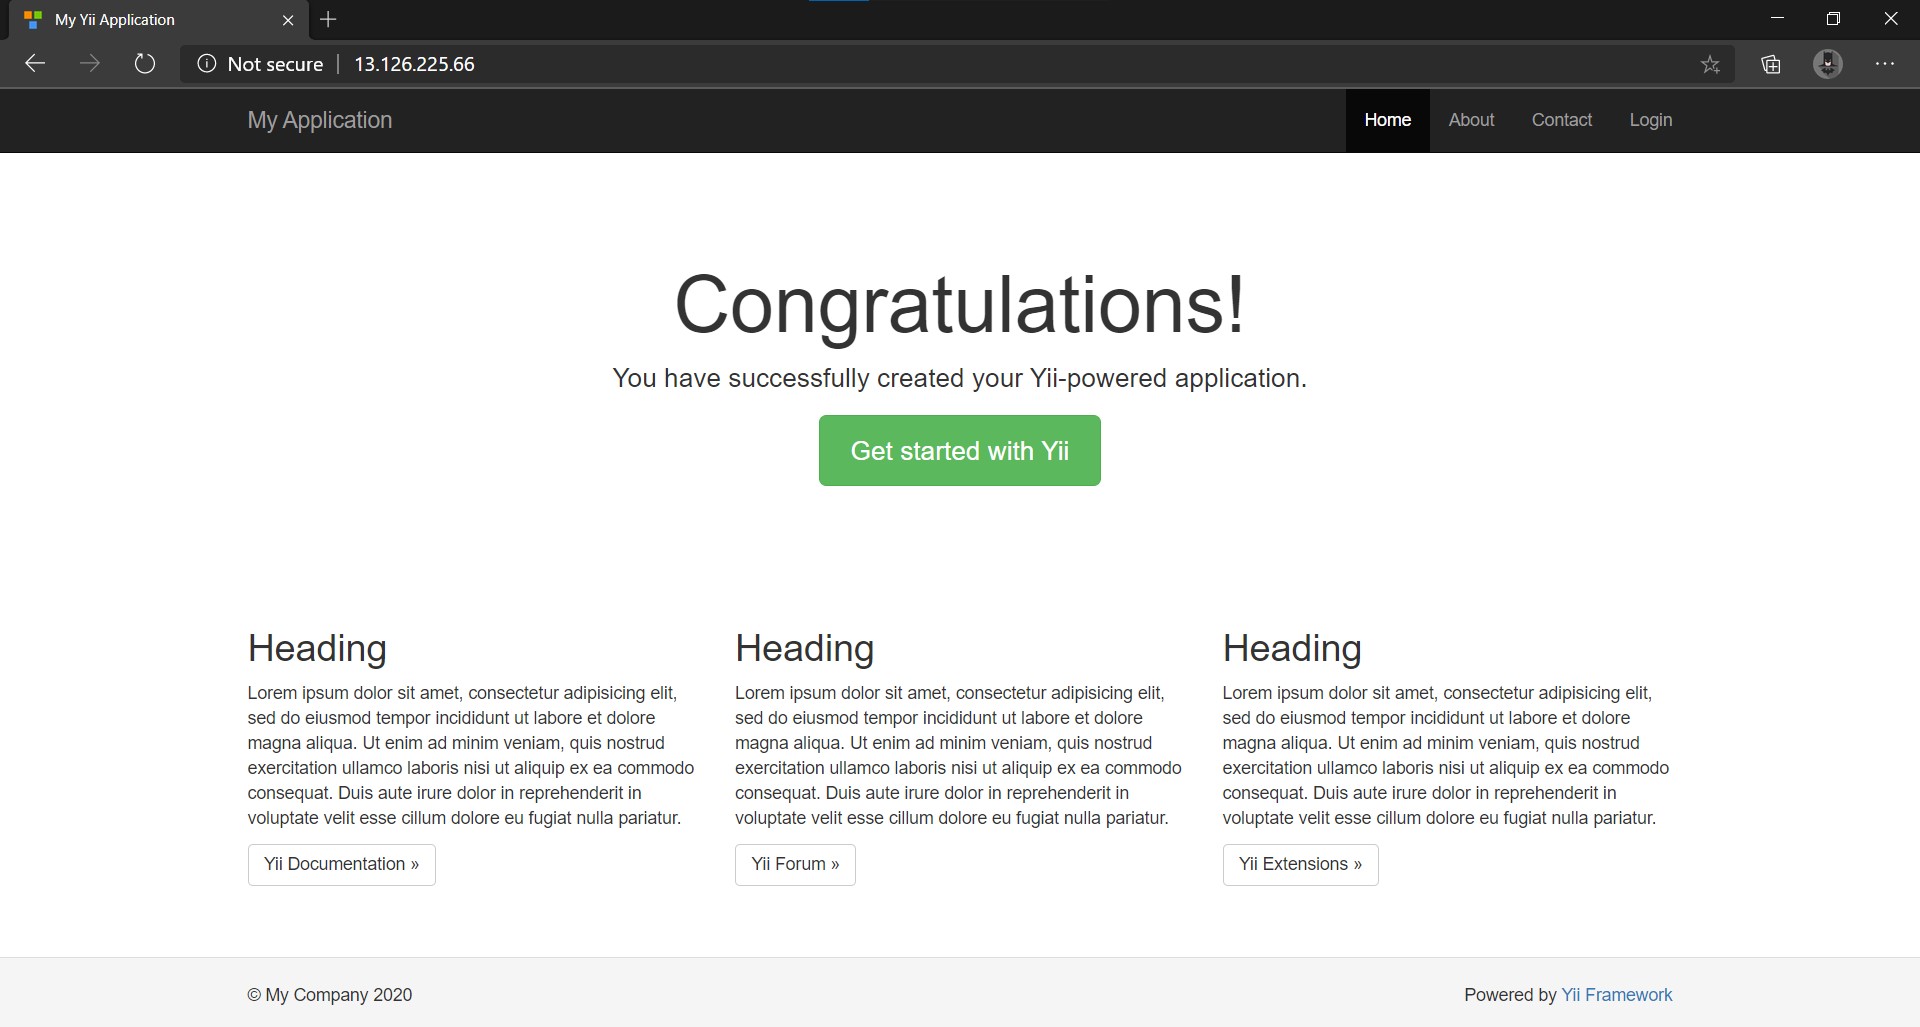 My Yii Application
Not secure | 13.126.225.66
My Application
Home About Contact Login
Congratulations!
You have successfully created your Yii-powered application.
Get started with Yii
Heading
Lorem ipsum dolor sit amet, consectetur adipisicing elit,
sed do eiusmod tempor incididunt ut labore et dolore
magna aliqua. Ut enim ad minim veniam, quis nostrud
exercitation ullamco laboris nisi ut aliquip ex ea commodo
consequat. Duis aute irure dolor in reprehenderit in
voluptate velit esse cillum dolore eu fugiat nulla pariatur.
Yii Documentation »
Heading
Lorem ipsum dolor sit amet, consectetur adipisicing elit,
sed do eiusmod tempor incididunt ut labore et dolore
magna aliqua. Ut enim ad minim veniam, quis nostrud
exercitation ullamco laboris nisi ut aliquip ex ea commodo
consequat. Duis aute irure dolor in reprehenderit in
voluptate velit esse cillum dolore eu fugiat nulla pariatur.
Yii Forum »
Heading
Lorem ipsum dolor sit amet, consectetur adipisicing elit,
sed do eiusmod tempor incididunt ut labore et dolore
magna aliqua. Ut enim ad minim veniam, quis nostrud
exercitation ullamco laboris nisi ut aliquip ex ea commodo
consequat. Duis aute irure dolor in reprehenderit in
voluptate velit esse cillum dolore eu fugiat nulla pariatur.
Yii Extensions »
© My Company 2020
Powered by Yii Framework